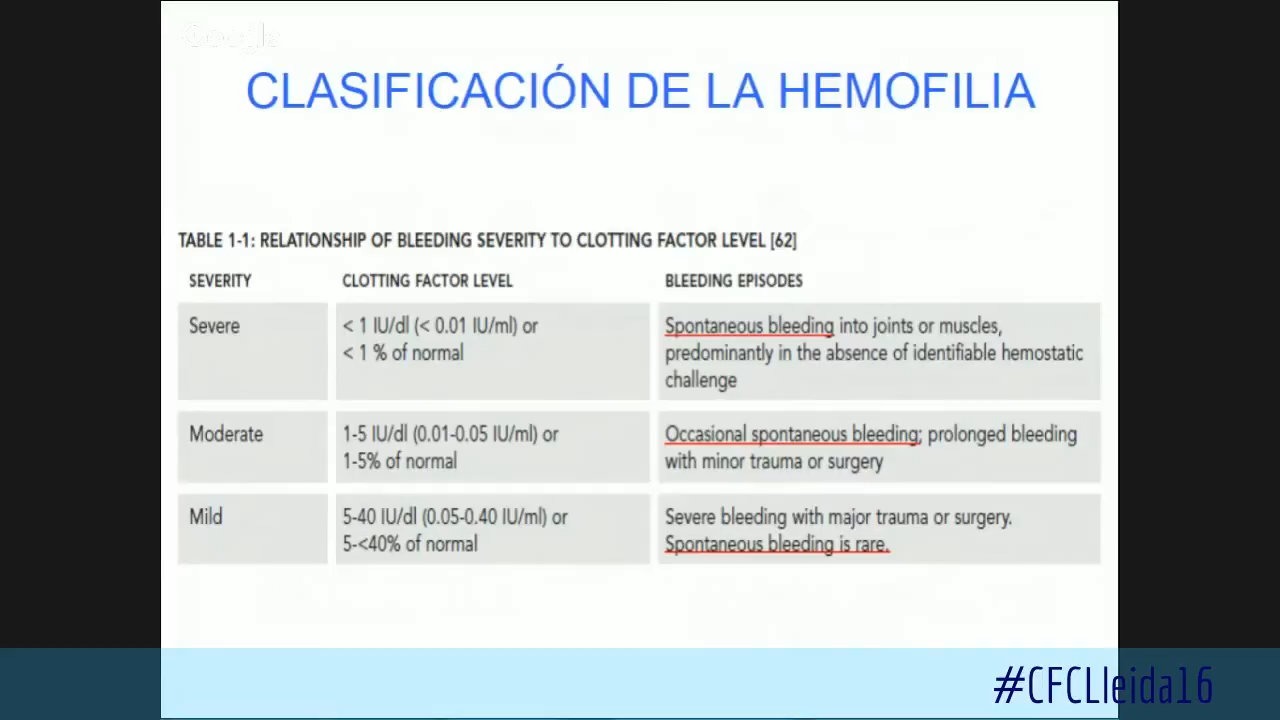 Google
CLASIFICACIÓN DE LA HEMOFILIA
TABLE 1-1: RELATIONSHIP OF BLEEDING SEVERITY TO CLOTTING FACTOR LEVEL [62]
SEVERITY CLOTTING FACTOR LEVEL BLEEDING EPISODES
Severe
< 1 IU/dl (< 0.01 IU/ml) or
< 1 % of normal
Spontaneous bleeding into joints or muscles,
predominantly in the absence of identifiable hemostatic
challenge
Moderate
1-5 IU/dl (0.01-0.05 IU/ml) or
1-5% of normal
Occasional spontaneous bleeding; prolonged bleeding
with minor trauma or surgery
Mild
5-40 IU/dl (0.05-0.40 IU/ml) or
5-<40% of normal
Severe bleeding with major trauma or surgery.
Spontaneous bleeding is rare.
#CFCLleida16